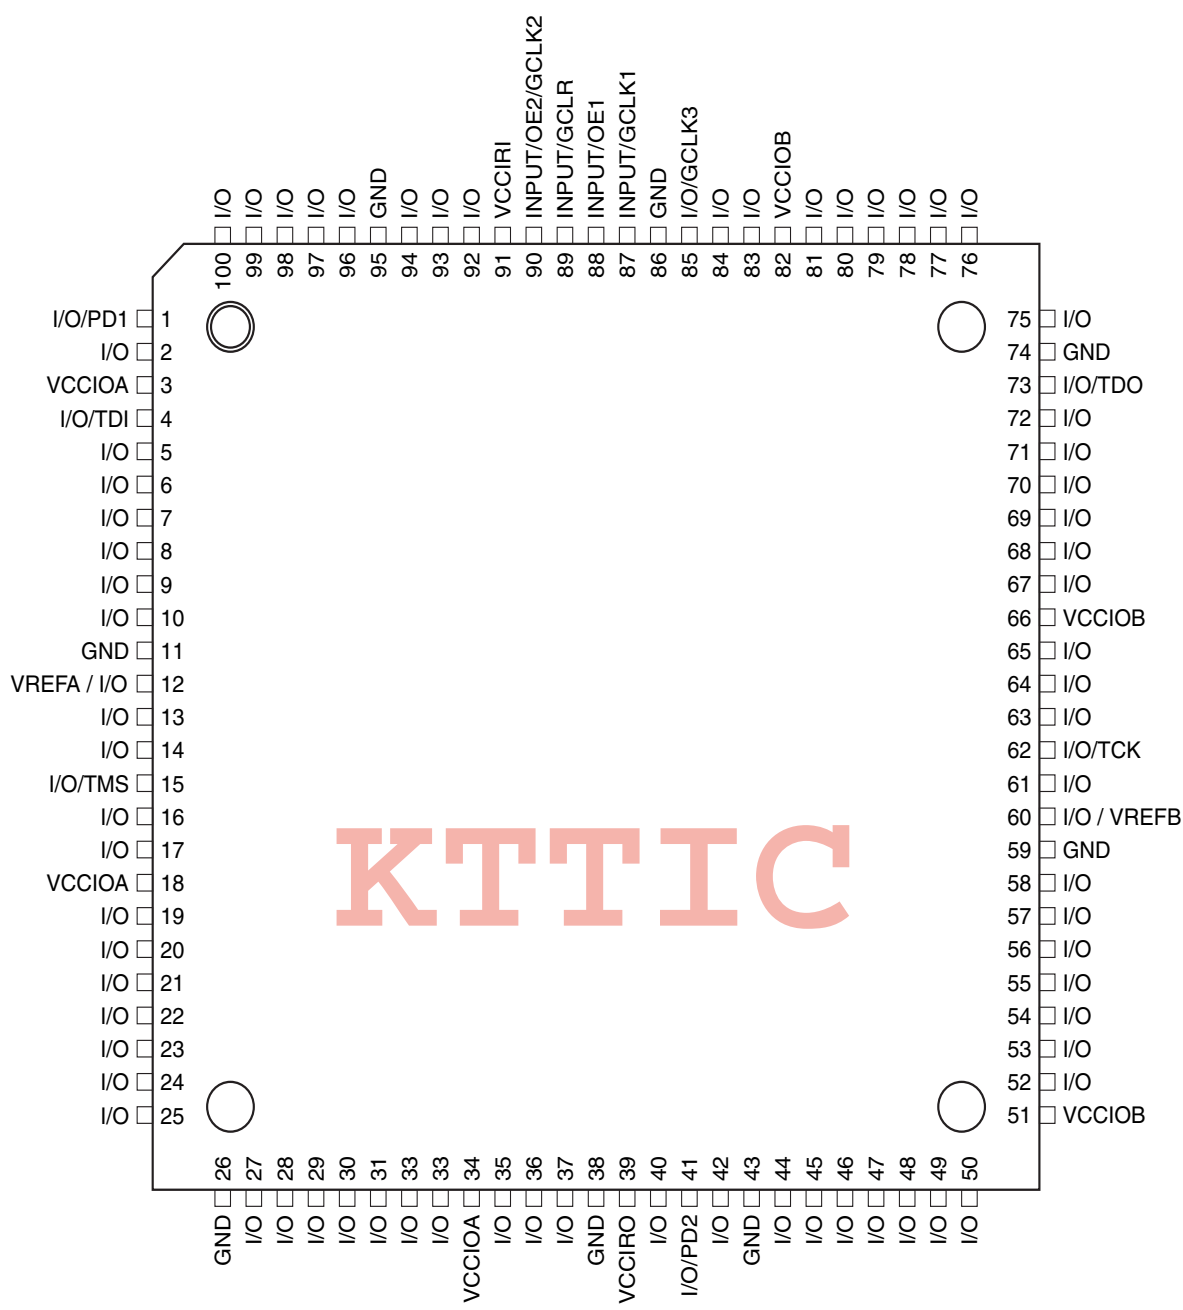 I/O I/O I/O I/O I/O GND I/O I/O I/O VCCIRI INPUT/OE2/GCLK2 INPUT/GCLR INPUT/OE1 INPUT/GCLK1 GND I/O/GCLK3 I/O I/O VCCIOB I/O I/O I/O I/O I/O I/O
100 99 98 97 96 95 94 93 92 91 90 89 88 87 86 85 84 83 82 81 80 79 78 77 76
I/O/PD1 1 75 I/O
I/O 2 74 GND
VCCIOA 3 73 I/O/TDO
I/O/TDI 4 72 I/O
I/O 5 71 I/O
I/O 6 70 I/O
I/O 7 69 I/O
I/O 8 68 I/O
I/O 9 67 I/O
I/O 10 66 VCCIOB
GND 11 65 I/O
VREFA / I/O 12 64 I/O
I/O 13 63 I/O
I/O 14 62 I/O/TCK
I/O/TMS 15 61 I/O
I/O 16 60 I/O / VREFB
I/O 17 59 GND
VCCIOA 18 58 I/O
I/O 19 57 I/O
I/O 20 56 I/O
I/O 21 55 I/O
I/O 22 54 I/O
I/O 23 53 I/O
I/O 24 52 I/O
I/O 25 51 VCCIOB
KTTIC
26 27 28 29 30 31 33 33 34 35 36 37 38 39 40 41 42 43 44 45 46 47 48 49 50
GND I/O I/O I/O I/O I/O I/O I/O VCCIOA I/O I/O I/O GND VCCIRO I/O I/O/PD2 I/O GND I/O I/O I/O I/O I/O I/O I/O